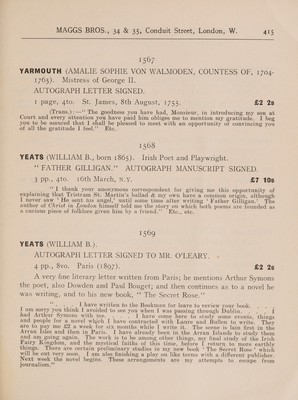 MAGGS BROS., 34 & 35, Conduit Street, London, W. 415
1567
YARMOUTH (AMALIE SOPHIE VON WALMODEN, COUNTESS OF, 1704-
1765). Mistress of George II.
AUTOGRAPH LETTER SIGNED.
1 page, 4to. St. James, 8th August, 1755. £2 2s
(Trans.):—"The goodness you have had, Monsieur, in introducing your son at
Court and every attention you have paid him obliges me to mention my gratitude. I beg
you to be assured that I shall be pleased to meet with an opportunity of convincing you
of all the gratitude I feel." Etc.
1568
YEATS (WILLIAM B., born 1865). Irish Poet and Playwright.
"FATHER GILLIGAN." AUTOGRAPH MANUSCRIPT SIGNED.
3 pp., 4to. 16th March, N.Y. £7 10s
"I thank your anonymous correspondent for giving me this opportunity of
explaining that Tristram St. Martin's ballad & my own have a common origin, although
I never saw 'He sent his angel,' until some time after writing 'Father Gilligan.' The
author of Christ in London himself told me the story on which both poems are founded as
a curious piece of folklore given him by a friend." Etc., etc.
1569
YEATS (WILLIAM B.).
AUTOGRAPH LETTER SIGNED TO MR. O'LEARY.
4 pp., 8vo. Paris (1897). £2 2s
A very fine literary letter written from Paris; he mentions Arthur Symons
the poet, also Dowden and Paul Bouget; and then continues as to a novel he
was writing, and to his new book, "The Secret Rose."
. . . I have written to the Bookman for leave to review your book. . . .
I am sorry you think I avoided to see you when I was passing through Dublin. . . . I
had Arthur Symons with me. . . . I have come here to study some events, things
and people for a novel which I have contracted with Laure and Bullen to write. They
are to pay me £2 a week for six months while I write it. The scene is lain first in the
Arran Isles and then in Paris. I have already been in the Arran Islands to study them
and am going again. The work is to be among other things, my final study of the Irish
Fairy Kingdom, and the mystical faiths of this time, before I return to more earth's
things. There are certain preliminary studies in my new book 'The Secret Rose' which
will be out very soon. I am also finishing a play on like terms with a different publisher.
Next week the novel begins. These arrangements are my attempts to escape from
journalism."